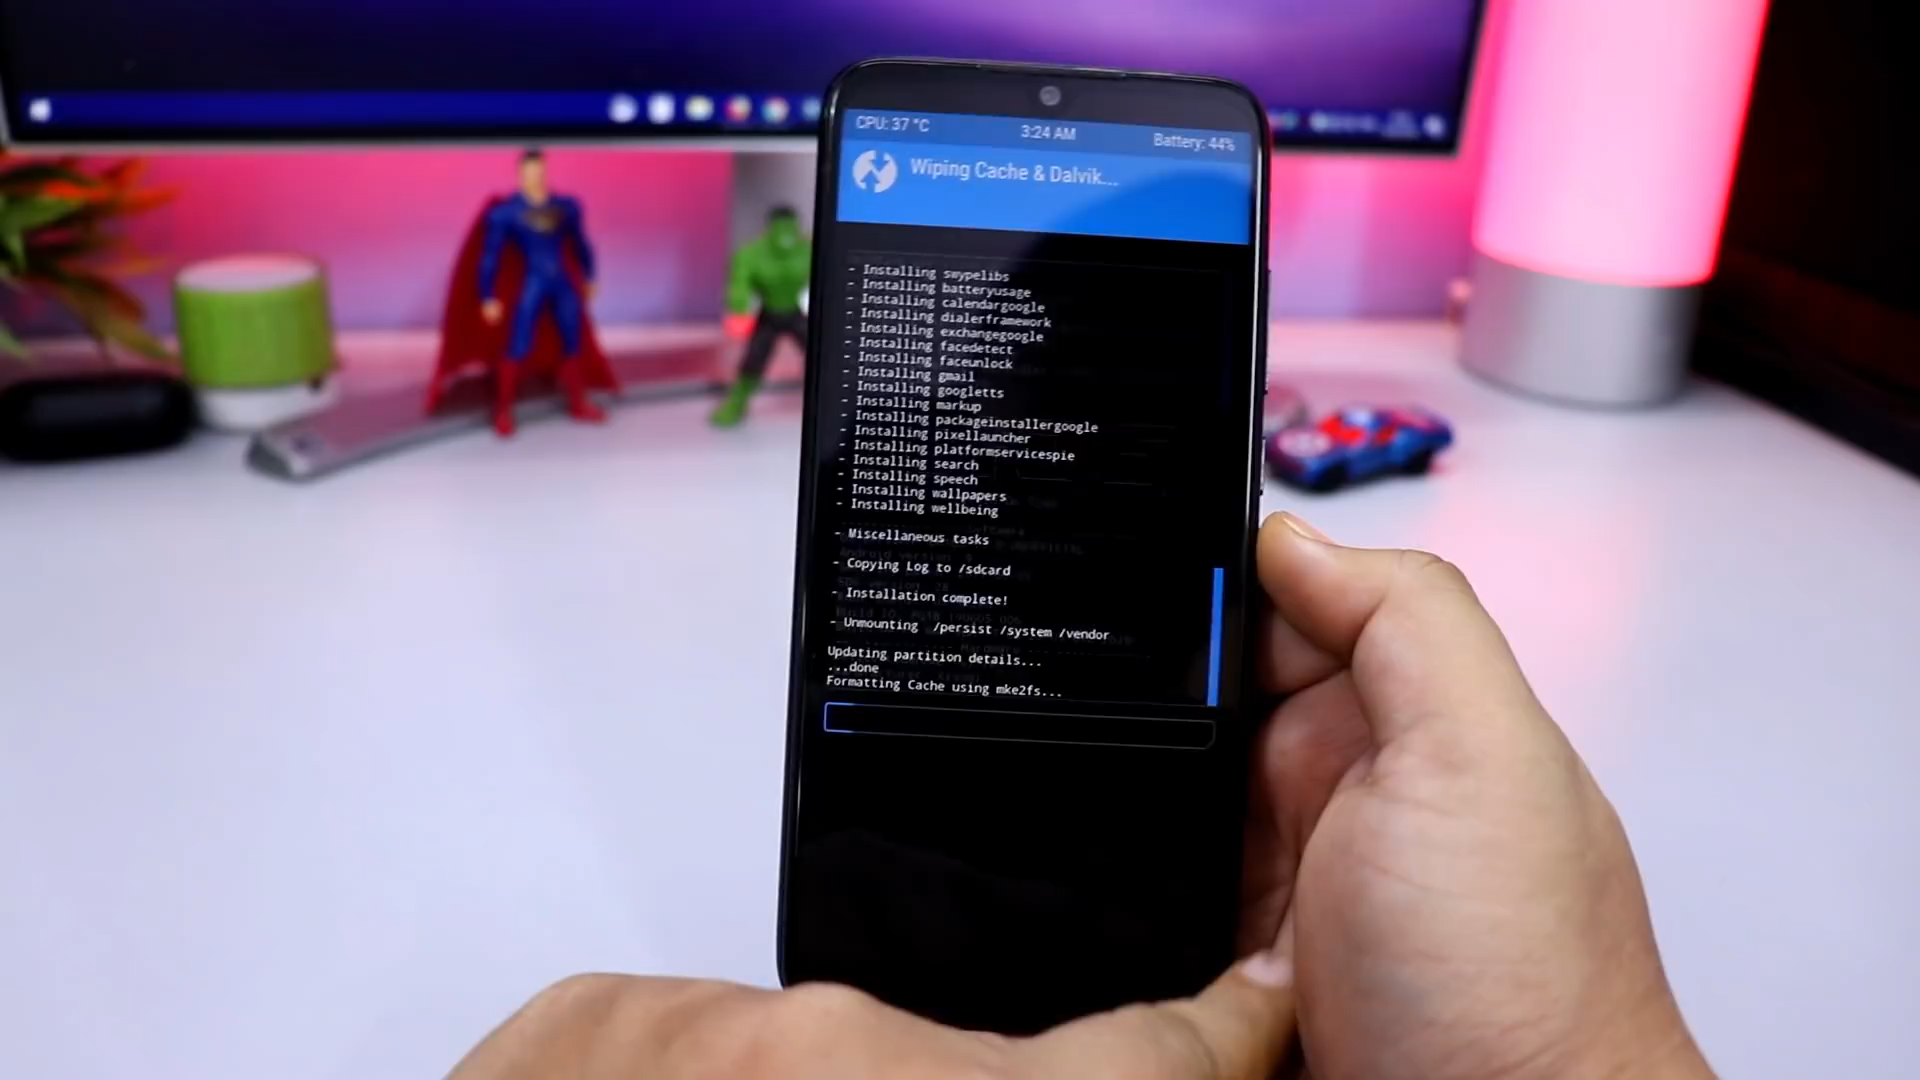 CPU: 37 °C 3:24 AM Battery: 44%
Wiping Cache & Dalvik...
- Installing swypelibs
- Installing batteryusage
- Installing calendargoogle
- Installing dialerframework
- Installing exchangegoogle
- Installing facedetect
- Installing faceunlock
- Installing gmail
- Installing googletts
- Installing markup
- Installing packageinstallergoogle
- Installing pixellauncher
- Installing platformservicespie
- Installing search
- Installing speech
- Installing wallpapers
- Installing wellbeing
- Miscellaneous tasks
- Copying Log to /sdcard
- Installation complete!
- Unmounting /persist /system /vendor
Updating partition details...
...done
Formatting Cache using mke2fs...